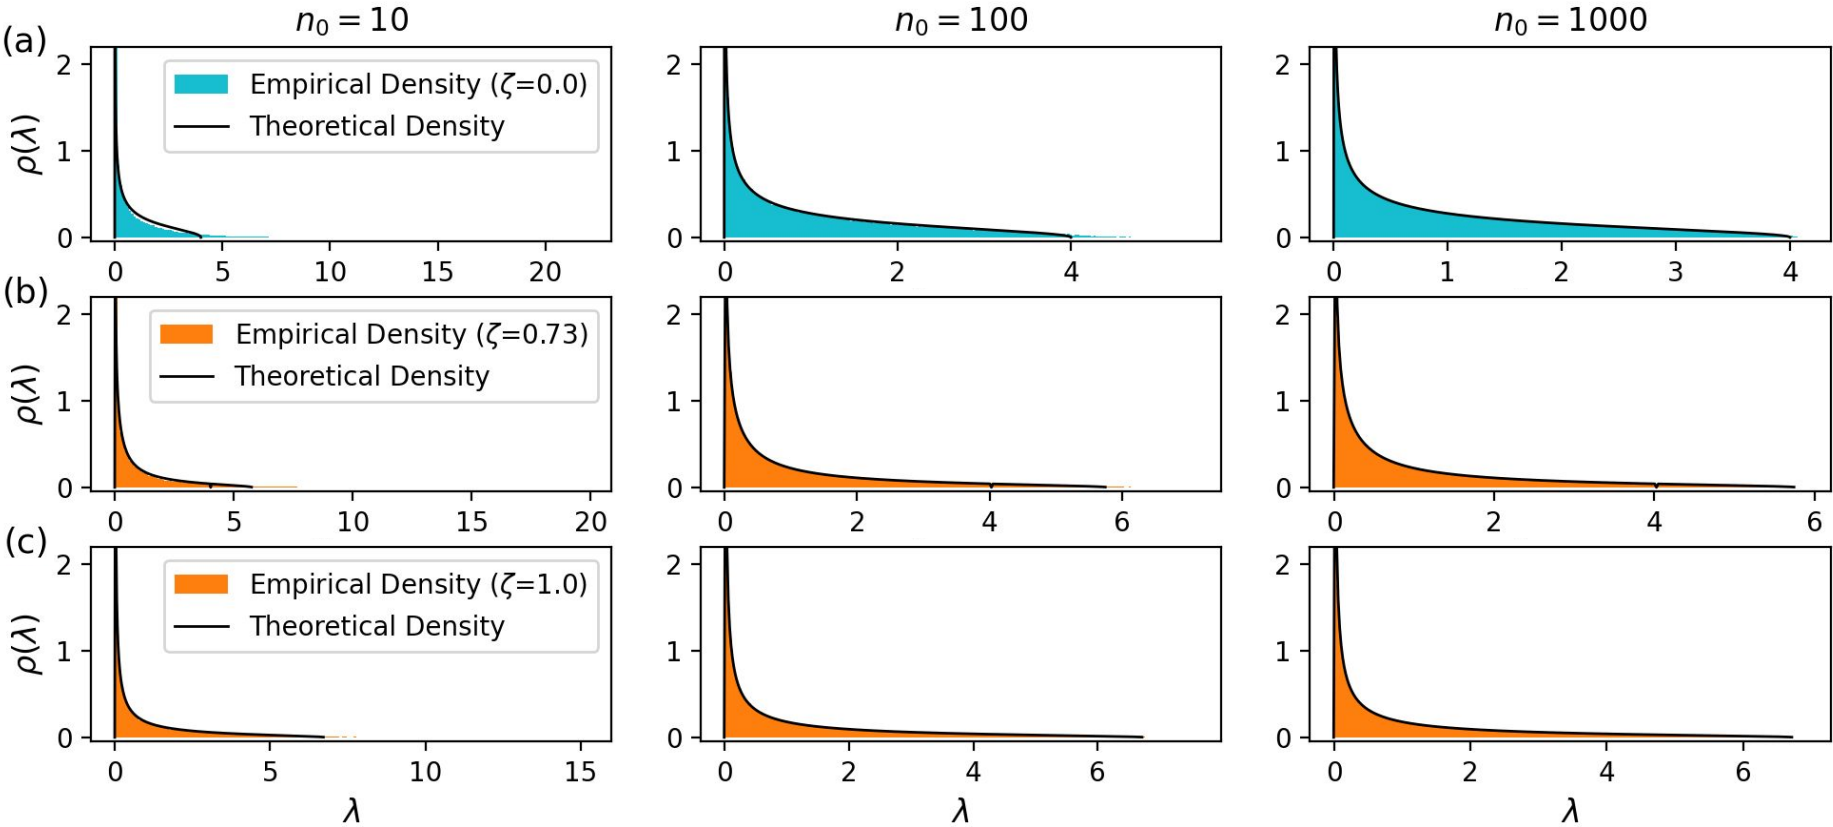 n₀ = 10
n₀ = 100
n₀ = 1000
(a)
ρ(λ)
2
1
0
Empirical Density (ζ=0.0)
Theoretical Density
0 5 10 15 20
2
1
0
0 2 4
2
1
0
0 1 2 3 4
(b)
ρ(λ)
2
1
0
Empirical Density (ζ=0.73)
Theoretical Density
0 5 10 15 20
2
1
0
0 2 4 6
2
1
0
0 2 4 6
(c)
ρ(λ)
2
1
0
Empirical Density (ζ=1.0)
Theoretical Density
0 5 10 15
λ
2
1
0
0 2 4 6
λ
2
1
0
0 2 4 6
λ